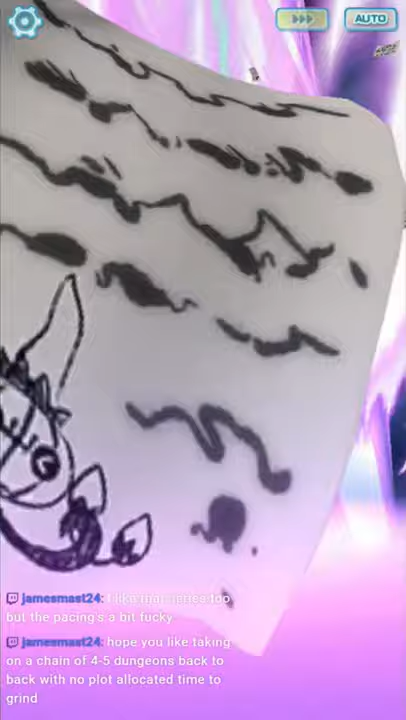 AUTO
jamesmast24: I like that series too
but the pacing's a bit fucky
jamesmast24: hope you like taking
on a chain of 4-5 dungeons back to
back with no plot allocated time to
grind